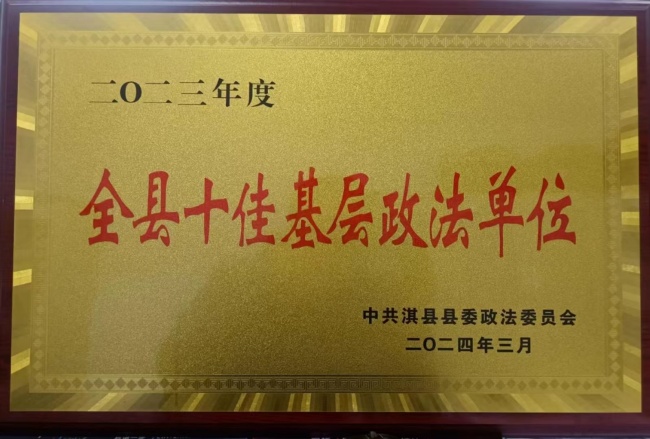 二〇二三年度
全县十佳基层政法单位
中共淇县县委政法委员会
二〇二四年三月